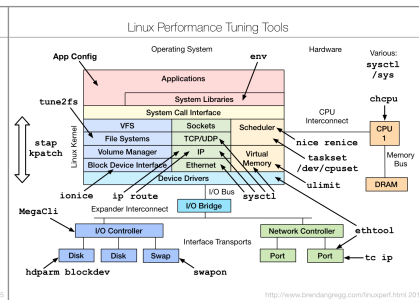 Linux Performance Tuning Tools
Operating System
Hardware
Various:
sysctl
/sys
App Config
env
Applications
System Libraries
System Call Interface
tune2fs
chcpu
Linux Kernel
VFS
Sockets
Scheduler
File Systems
TCP/UDP
Volume Manager
IP
Virtual
Memory
Block Device Interface
Ethernet
Device Drivers
CPU
Interconnect
CPU
1
stap
kpatch
nice renice
taskset
/dev/cpuset
ulimit
Memory
Bus
DRAM
ionice
ip route
sysctl
I/O Bus
MegaCli
Expander Interconnect
I/O Bridge
I/O Controller
Network Controller
ethtool
Interface Transports
Disk
Disk
Swap
Port
Port
tc ip
hdparm blockdev
swapon
http://www.brendangregg.com/linuxperf.html 201